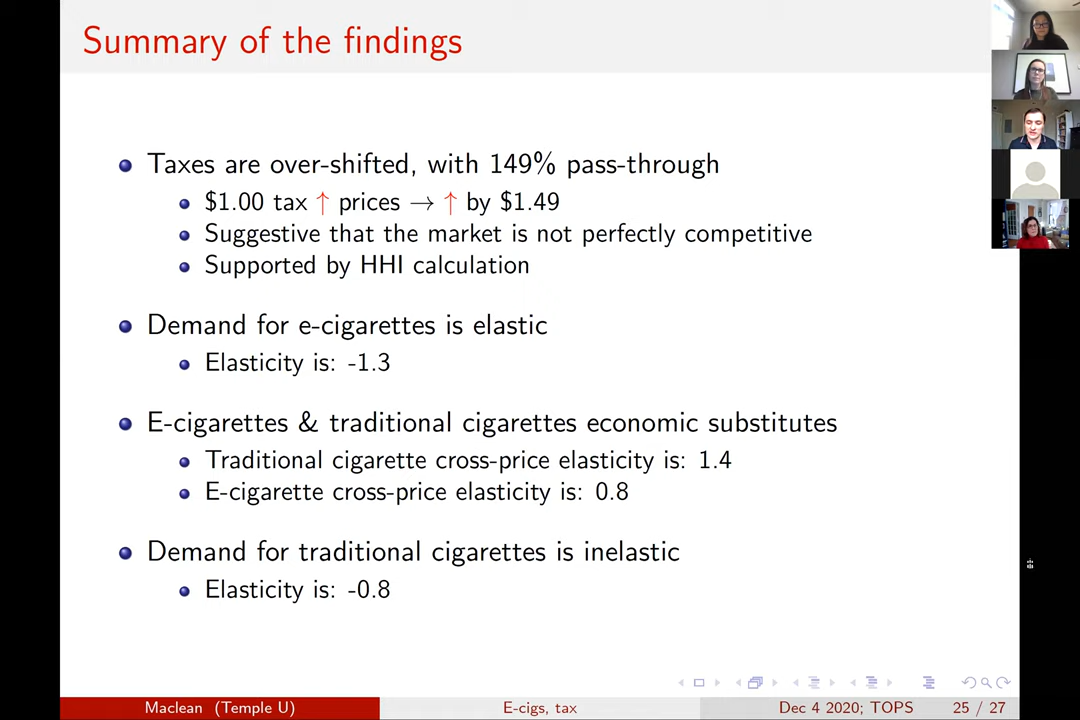 Summary of the findings
Taxes are over-shifted, with 149% pass-through
$1.00 tax ↑ prices → ↑ by $1.49
Suggestive that the market is not perfectly competitive
Supported by HHI calculation
Demand for e-cigarettes is elastic
Elasticity is: -1.3
E-cigarettes & traditional cigarettes economic substitutes
Traditional cigarette cross-price elasticity is: 1.4
E-cigarette cross-price elasticity is: 0.8
Demand for traditional cigarettes is inelastic
Elasticity is: -0.8
Maclean (Temple U) E-cigs, tax Dec 4 2020; TOPS 25 / 27